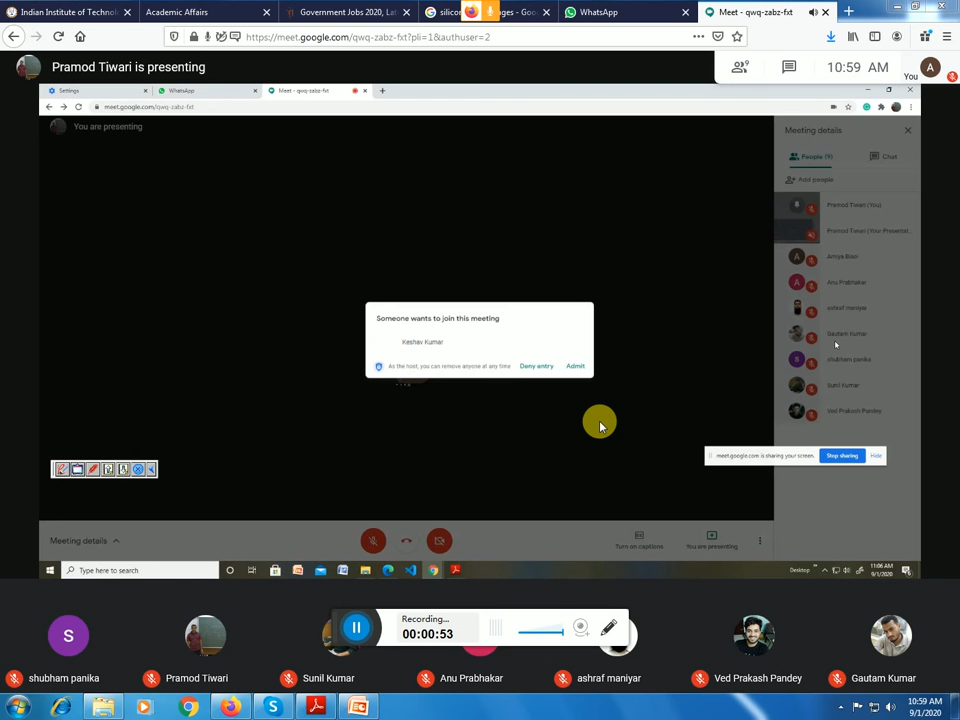 Indian Institute of Technol
Academic Affairs
Government Jobs 2020, Lat
silico
ges - Goo
WhatsApp
Meet - qwq-zabz-fxt
https://meet.google.com/qwq-zabz-fxt?pli=1&authuser=2
Pramod Tiwari is presenting
9
10:59 AM
You
A
Settings
WhatsApp
Meet - qwq-zabz-fxt
meet.google.com/qwq-zabz-fxt
You are presenting
Meeting details
People (9)
Chat
Add people
Pramod Tiwari (You)
Pramod Tiwari (Your Presentati...
A
Anu Prabhakar
ashraf maniyar
Gautam Kumar
S
shubham panika
Sunil Kumar
Ved Prakash Pandey
Someone wants to join this meeting
Keshav Kumar
As the host, you can remove anyone at any time
Deny entry
Admit
meet.google.com is sharing your screen.
Stop sharing
Hide
Meeting details
Turn on captions
You are presenting
Type here to search
Desktop
11:06 AM
9/1/2020
Recording...
00:00:53
S
shubham panika
Pramod Tiwari
Sunil Kumar
Anu Prabhakar
ashraf maniyar
Ved Prakash Pandey
Gautam Kumar
10:59 AM
9/1/2020